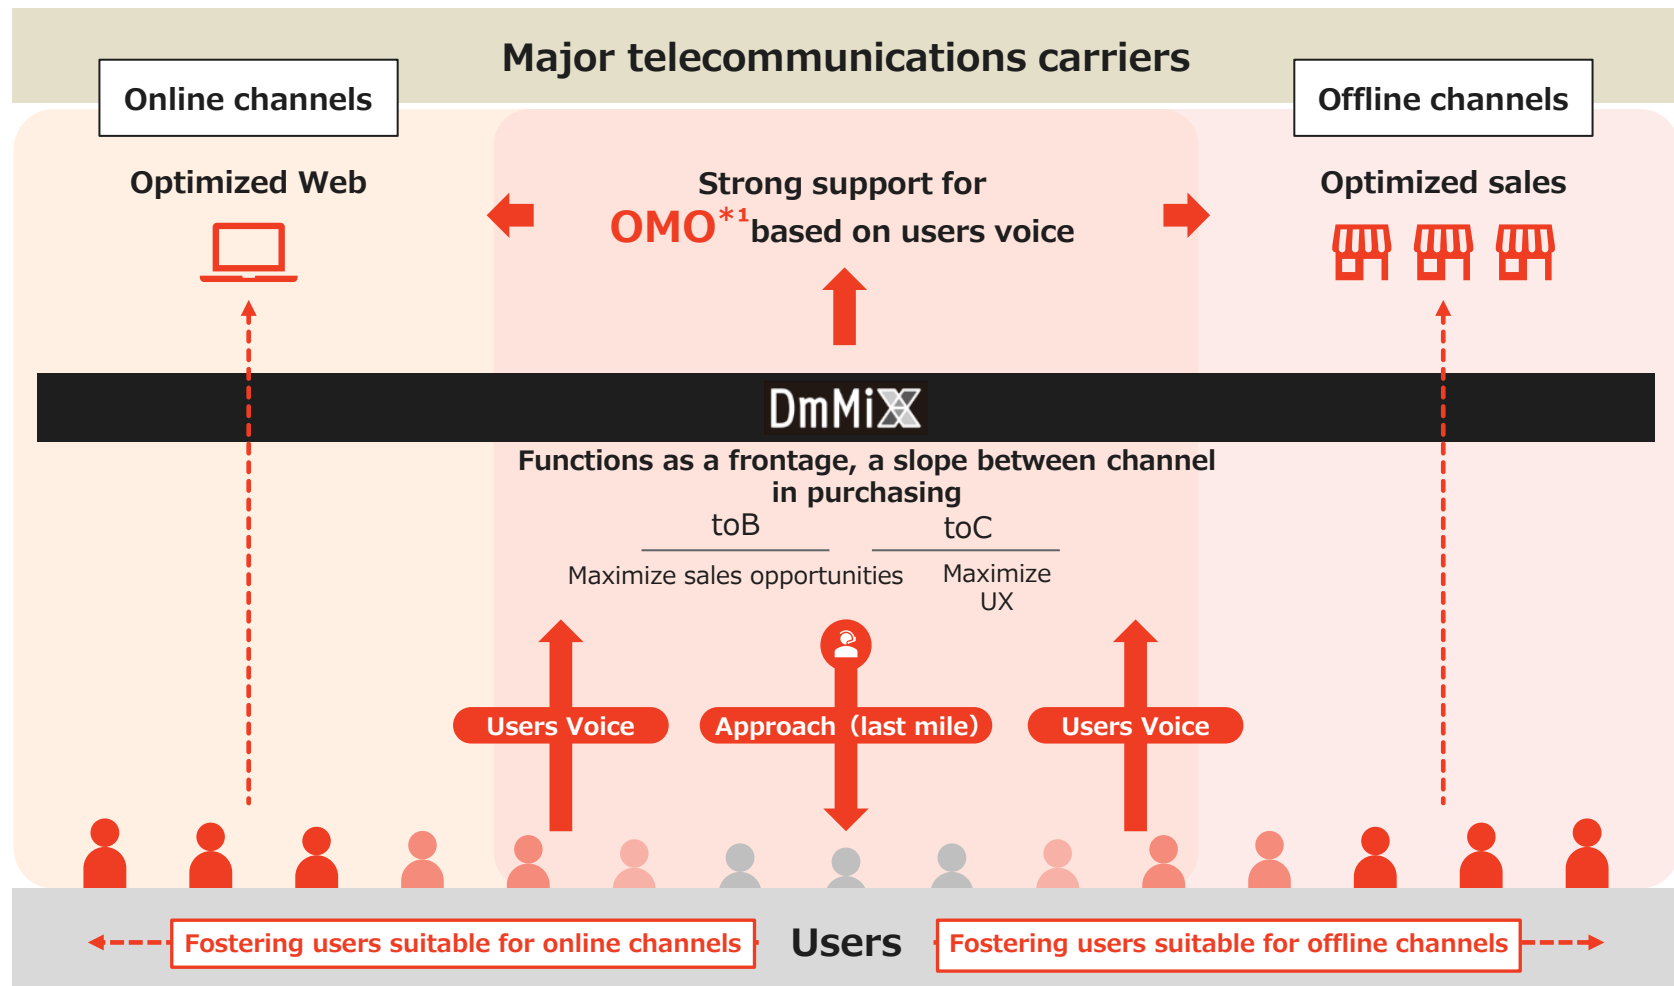 Major telecommunications carriers
Online channels
Offline channels
Optimized Web
Strong support for
OMO*1 based on users voice
Optimized sales
DmMiX
Functions as a frontage, a slope between channel
in purchasing
toB
toC
Maximize sales opportunities
Maximize
UX
Users Voice
Approach（last mile）
Users Voice
Fostering users suitable for online channels
Users
Fostering users suitable for offline channels